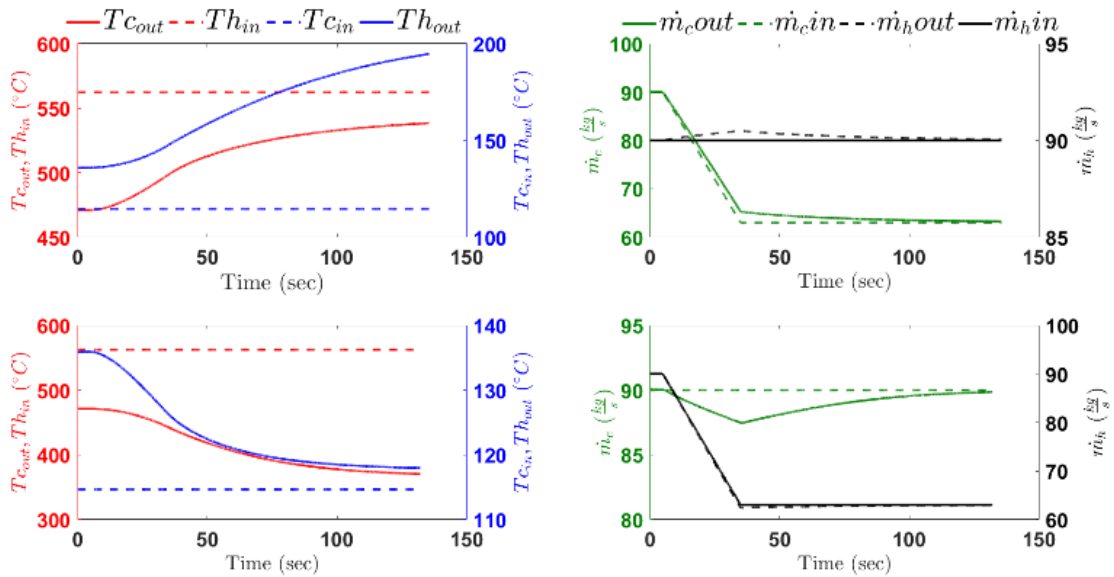 Tc_out Th_in Tc_in Th_out
ṁ_c out ṁ_c in ṁ_h out ṁ_h in
600
550
500
450
Tc_out, Th_in (°C)
200
150
100
Tc_in, Th_out (°C)
0 50 100 150
Time (sec)
100
90
80
70
60
ṁ_c (kg/s)
95
90
85
ṁ_h (kg/s)
0 50 100 150
Time (sec)
600
500
400
300
Tc_out, Th_in (°C)
140
130
120
110
Tc_in, Th_out (°C)
0 50 100 150
Time (sec)
95
90
85
80
ṁ_c (kg/s)
100
90
80
70
60
ṁ_h (kg/s)
0 50 100 150
Time (sec)